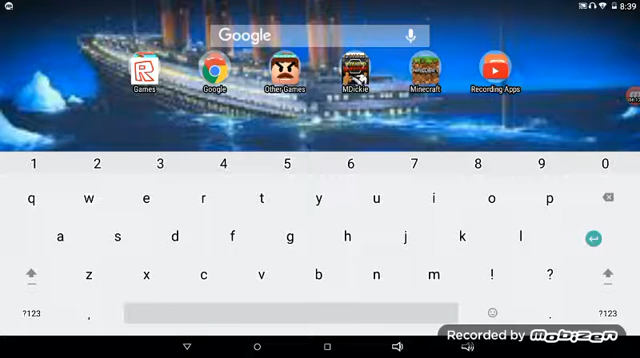 8:39
Google
Games
Google
Other Games
MDickie
Minecraft
Recording Apps
1 2 3 4 5 6 7 8 9 0
q w e r t y u i o p
a s d f g h j k l
z x c v b n m ! ?
?123 , . ?123
Recorded by mobizen